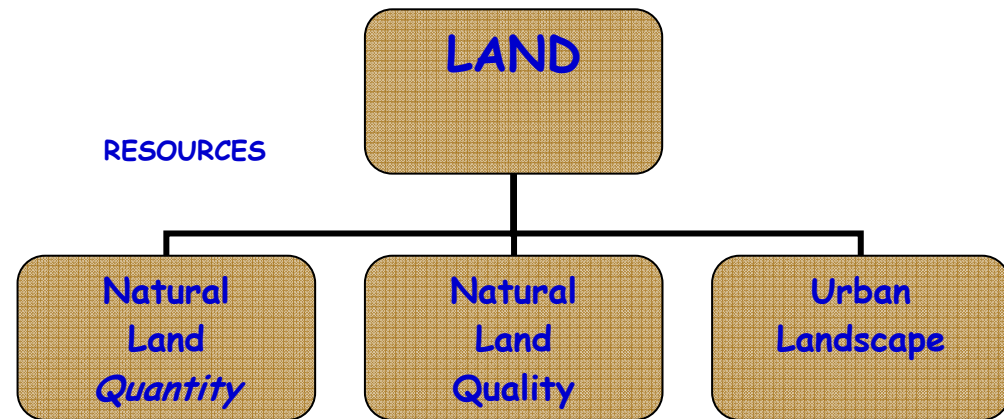 LAND
RESOURCES
Natural
Land
Quantity
Natural
Land
Quality
Urban
Landscape